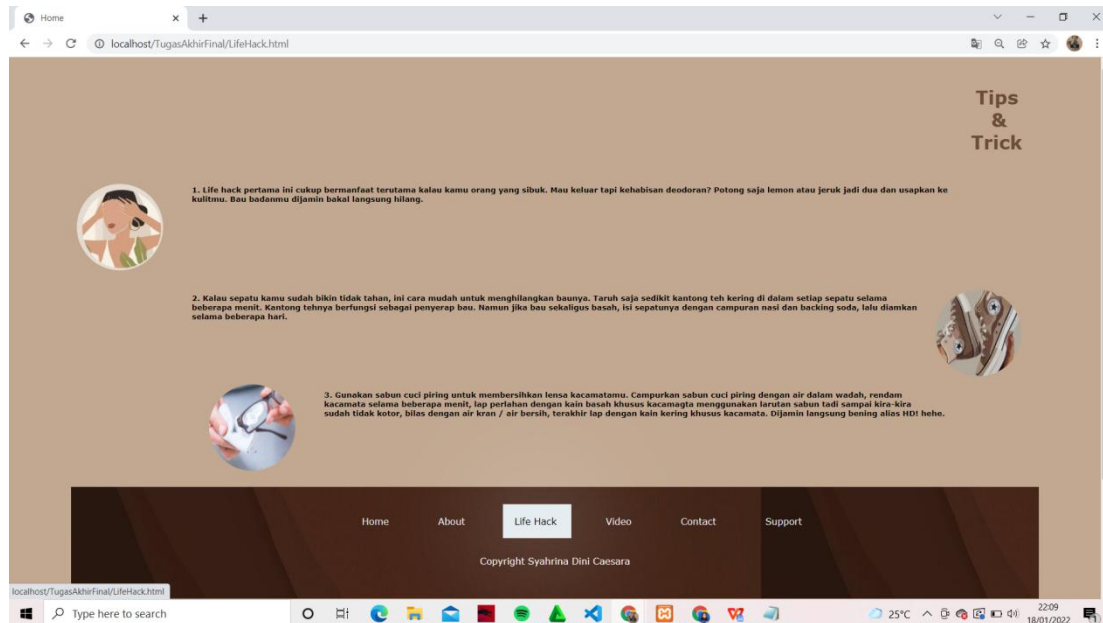 Home
localhost/TugasAkhirFinal/LifeHack.html
Tips
&
Trick
1. Life hack pertama ini cukup bermanfaat terutama kalau kamu orang yang sibuk. Mau keluar tapi kehabisan deodoran? Potong saja lemon atau jeruk jadi dua dan usapkan ke
kulitmu. Bau badanmu dijamin bakal langsung hilang.
2. Kalau sepatu kamu sudah bikin tidak tahan, ini cara mudah untuk menghilangkan baunya. Taruh saja sedikit kantong teh kering di dalam setiap sepatu selama
beberapa menit. Kantong tehnya berfungsi sebagai penyerap bau. Namun jika bau sekaligus basah, isi sepatunya dengan campuran nasi dan backing soda, lalu diamkan
selama beberapa hari.
3. Gunakan sabun cuci piring untuk membersihkan lensa kacamatamu. Campurkan sabun cuci piring dengan air dalam wadah, rendam
kacamata selama beberapa menit, lap perlahan dengan kain basah khusus kacamagta menggunakan larutan sabun tadi sampai kira-kira
sudah tidak kotor, bilas dengan air kran / air bersih, terakhir lap dengan kain kering khusus kacamata. Dijamin langsung bening alias HD! hehe.
Home About Life Hack Video Contact Support
Copyright Syahrina Dini Caesara
localhost/TugasAkhirFinal/LifeHack.html
Type here to search
25°C
22:09
18/01/2022